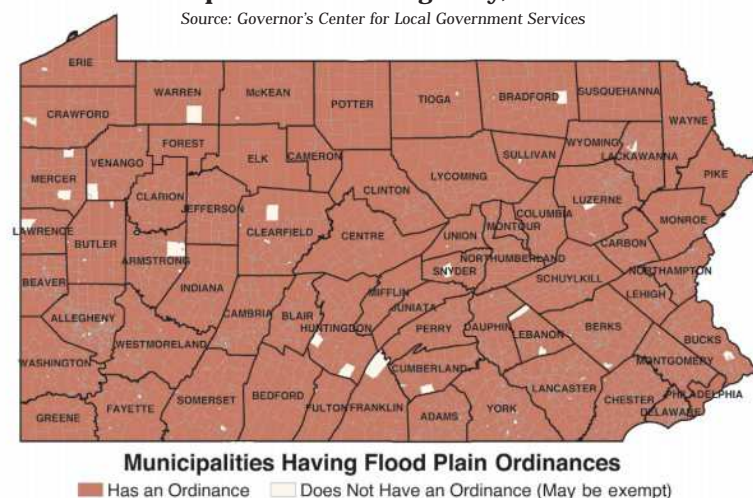 Source: Governor's Center for Local Government Services
ERIE
WARREN McKEAN POTTER TIOGA BRADFORD SUSQUEHANNA
CRAWFORD WAYNE
FOREST WYOMING
VENANGO ELK CAMERON SULLIVAN LACKAWANNA
MERCER LYCOMING PIKE
CLARION CLINTON
JEFFERSON LUZERNE
LAWRENCE CLEARFIELD COLUMBIA MONROE
BUTLER CENTRE UNION MONTOUR CARBON
ARMSTRONG NORTHUMBERLAND
BEAVER SNYDER SCHUYLKILL NORTHAMPTON
INDIANA MIFFLIN LEHIGH
ALLEGHENY CAMBRIA BLAIR JUNIATA
HUNTINGDON PERRY DAUPHIN LEBANON BERKS BUCKS
WESTMORELAND
WASHINGTON CUMBERLAND MONTGOMERY
SOMERSET BEDFORD LANCASTER PHILADELPHIA
GREENE FAYETTE FULTON FRANKLIN ADAMS YORK CHESTER
DELAWARE
Municipalities Having Flood Plain Ordinances
Has an Ordinance Does Not Have an Ordinance (May be exempt)